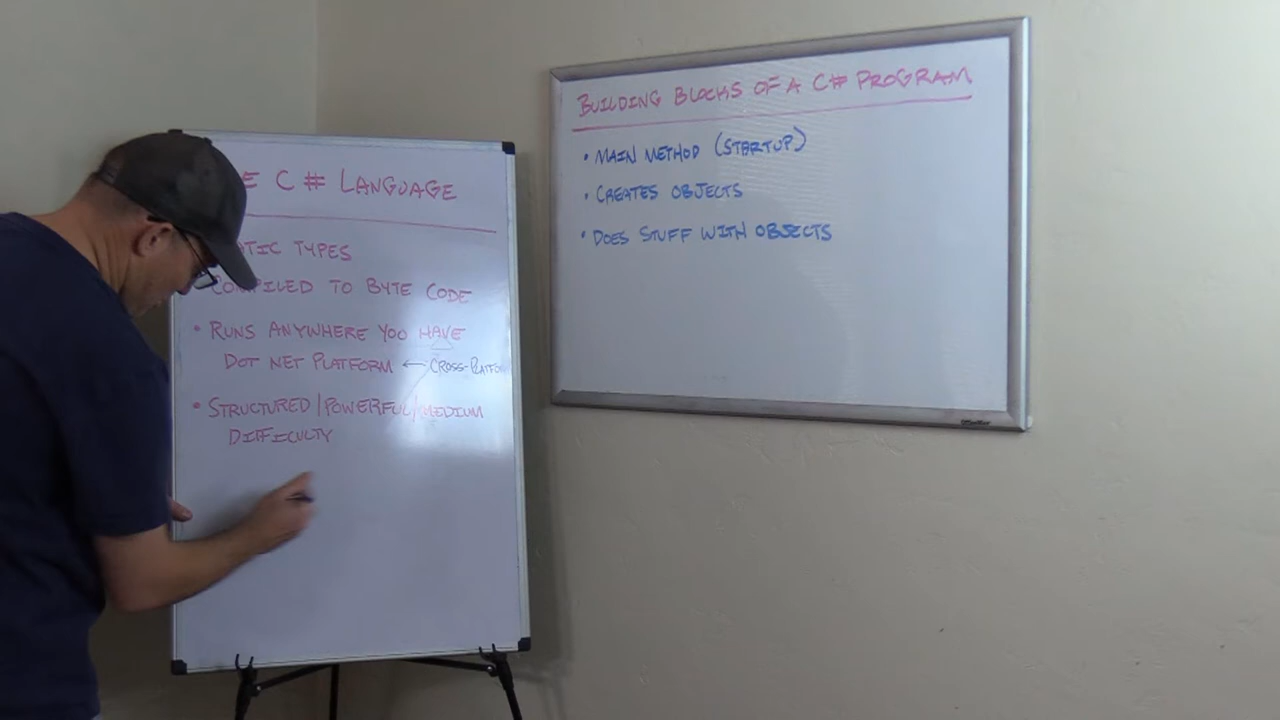 C# LANGUAGE
TYPES
COMPILED TO BYTE CODE
• RUNS ANYWHERE YOU HAVE
DOT NET PLATFORM ← CROSS-PLATFO
• STRUCTURED/POWERFUL/MEDIUM
DIFFICULTY
BUILDING BLOCKS OF A C# PROGRAM
• MAIN METHOD (STARTUP)
• CREATES OBJECTS
• DOES STUFF WITH OBJECTS